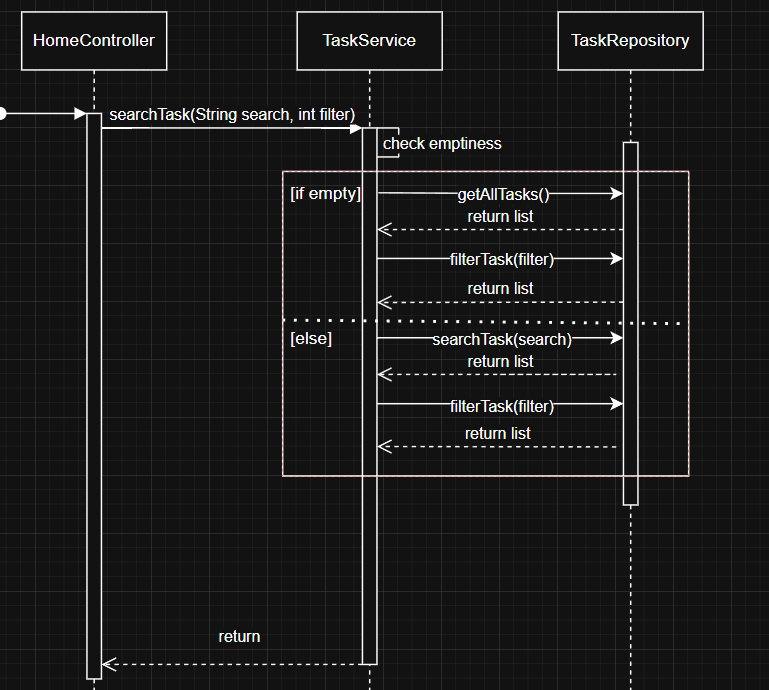 HomeController
TaskService
TaskRepository
searchTask(String search, int filter)
check emptiness
[if empty]
getAllTasks()
return list
filterTask(filter)
return list
[else]
searchTask(search)
return list
filterTask(filter)
return list
return